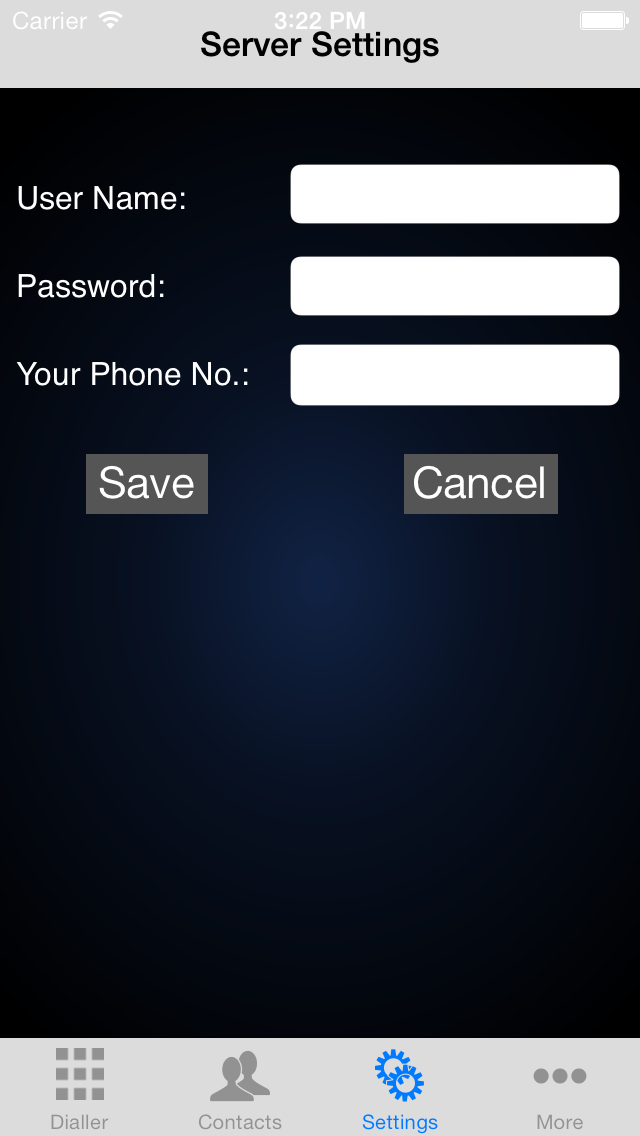 Carrier 3:22 PM
Server Settings
User Name:
Password:
Your Phone No.:
Save Cancel
Dialler Contacts Settings More